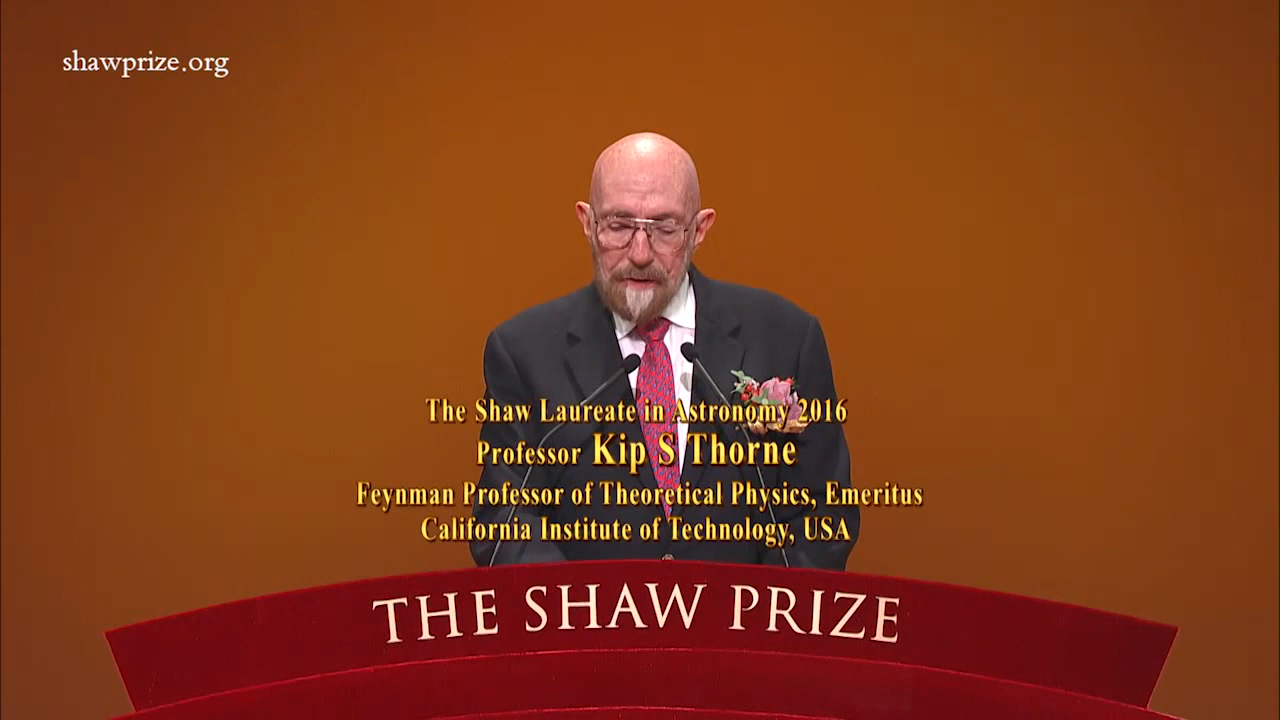 shawprize.org
The Shaw Laureate in Astronomy 2016
Professor Kip S Thorne
Feynman Professor of Theoretical Physics, Emeritus
California Institute of Technology, USA
THE SHAW PRIZE